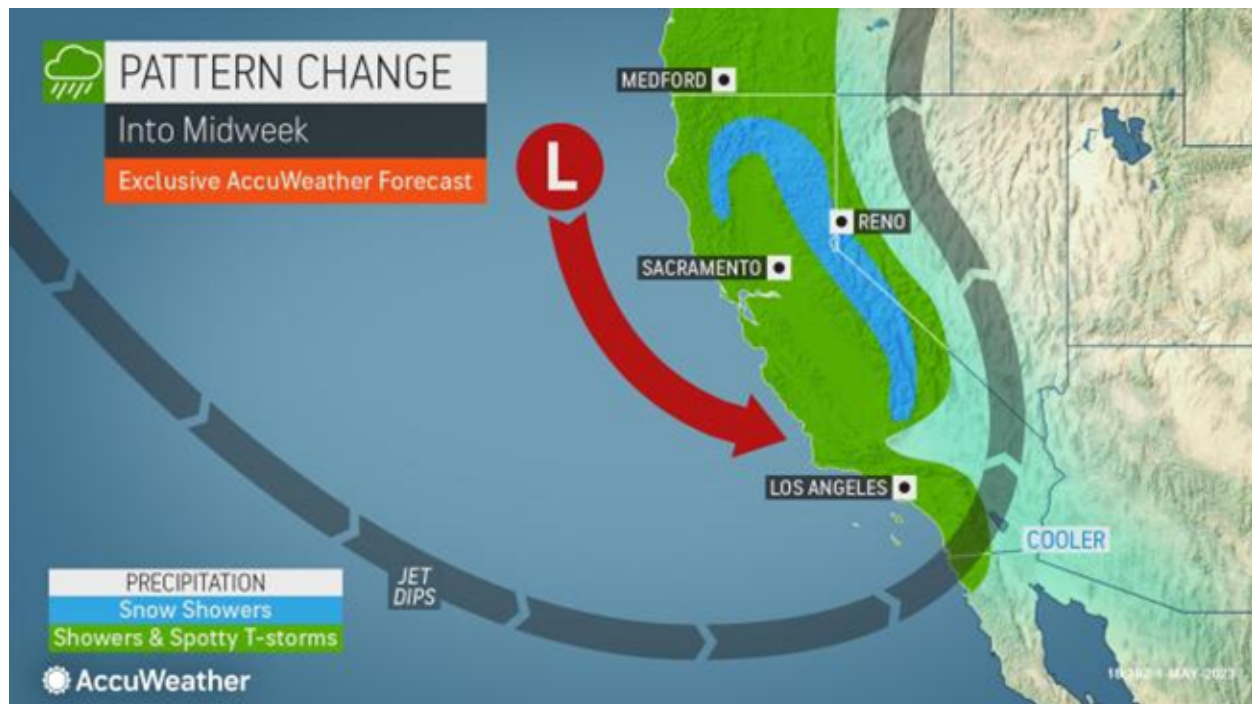 PATTERN CHANGE
Into Midweek
Exclusive AccuWeather Forecast
L
MEDFORD
RENO
SACRAMENTO
LOS ANGELES
COOLER
JET
DIPS
PRECIPITATION
Snow Showers
Showers & Spotty T-storms
AccuWeather